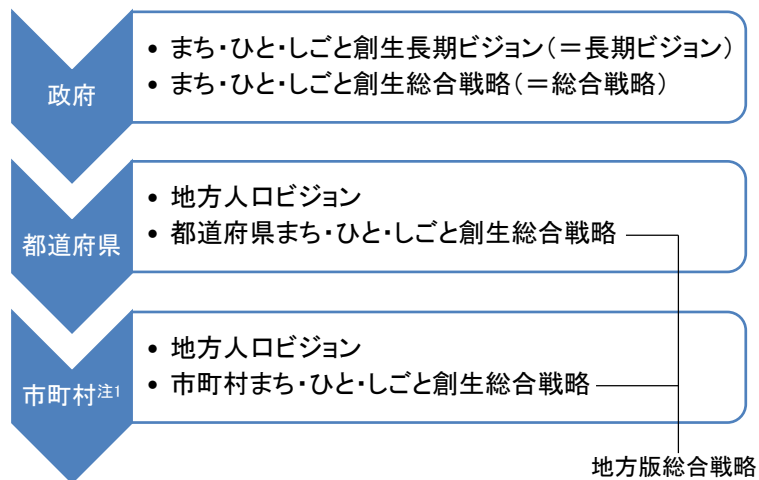 政府
• まち・ひと・しごと創生長期ビジョン(＝長期ビジョン)
• まち・ひと・しごと創生総合戦略(＝総合戦略)
都道府県
• 地方人口ビジョン
• 都道府県まち・ひと・しごと創生総合戦略
市町村注1
• 地方人口ビジョン
• 市町村まち・ひと・しごと創生総合戦略
地方版総合戦略